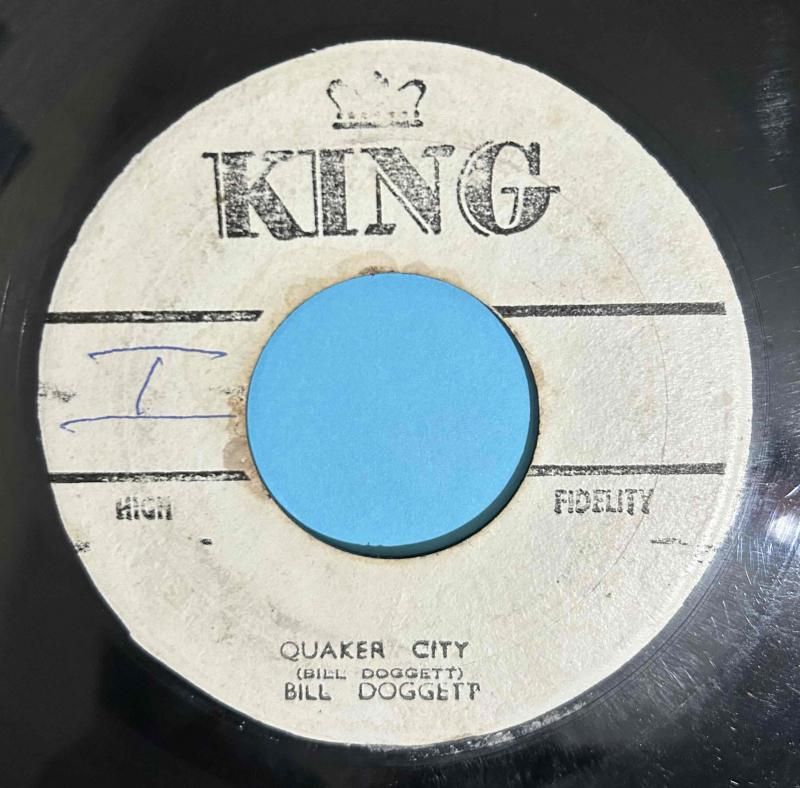 KING
I
HIGH FIDELITY
QUAKER CITY
(BILL DOGGETT)
BILL DOGGETT